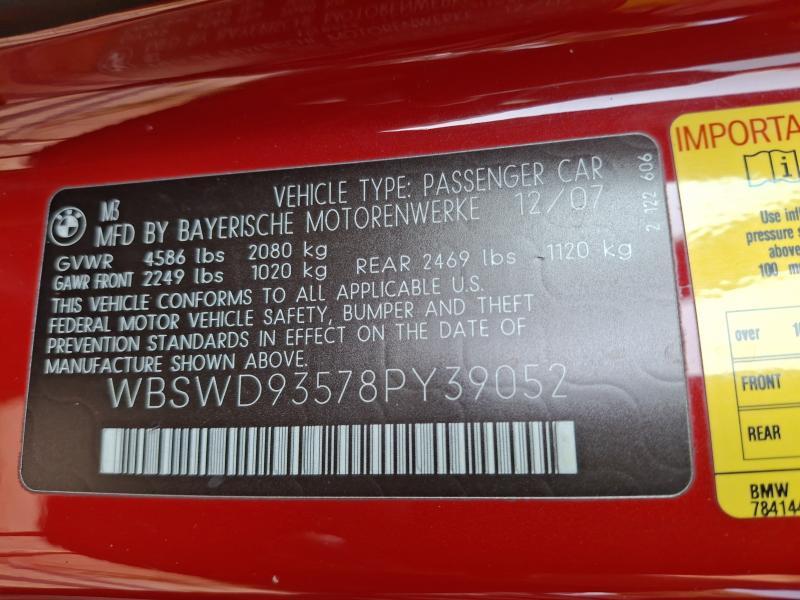 M3
VEHICLE TYPE: PASSENGER CAR
MFD BY BAYERISCHE MOTORENWERKE 12/07
GVWR 4586 lbs 2080 kg
GAWR FRONT 2249 lbs 1020 kg REAR 2469 lbs 1120 kg
THIS VEHICLE CONFORMS TO ALL APPLICABLE U.S.
FEDERAL MOTOR VEHICLE SAFETY, BUMPER AND THEFT
PREVENTION STANDARDS IN EFFECT ON THE DATE OF
MANUFACTURE SHOWN ABOVE.
WBSWD93578PY39052
2 122 606
IMPORTA
i
Use inf
pressure s
above
100 m
over 1
FRONT
REAR
BMW
78414